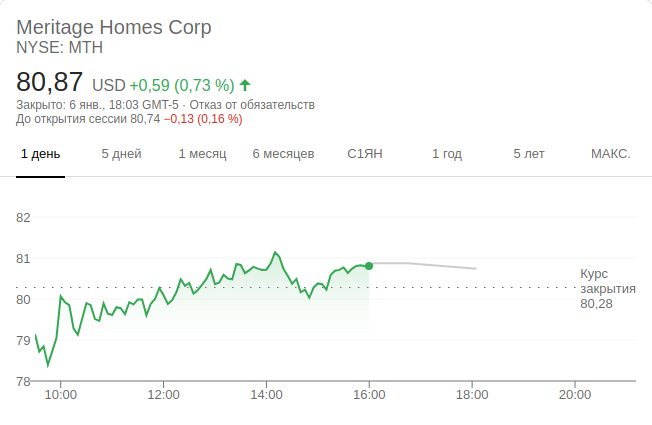 Meritage Homes Corp
NYSE: MTH
80,87 USD +0,59 (0,73 %)
Закрыто: 6 янв., 18:03 GMT-5 · Отказ от обязательств
До открытия сессии 80,74 −0,13 (0,16 %)
1 день 5 дней 1 месяц 6 месяцев С1ЯН 1 год 5 лет МАКС.
82
81
80
79
78
Курс
закрытия
80,28
10:00 12:00 14:00 16:00 18:00 20:00